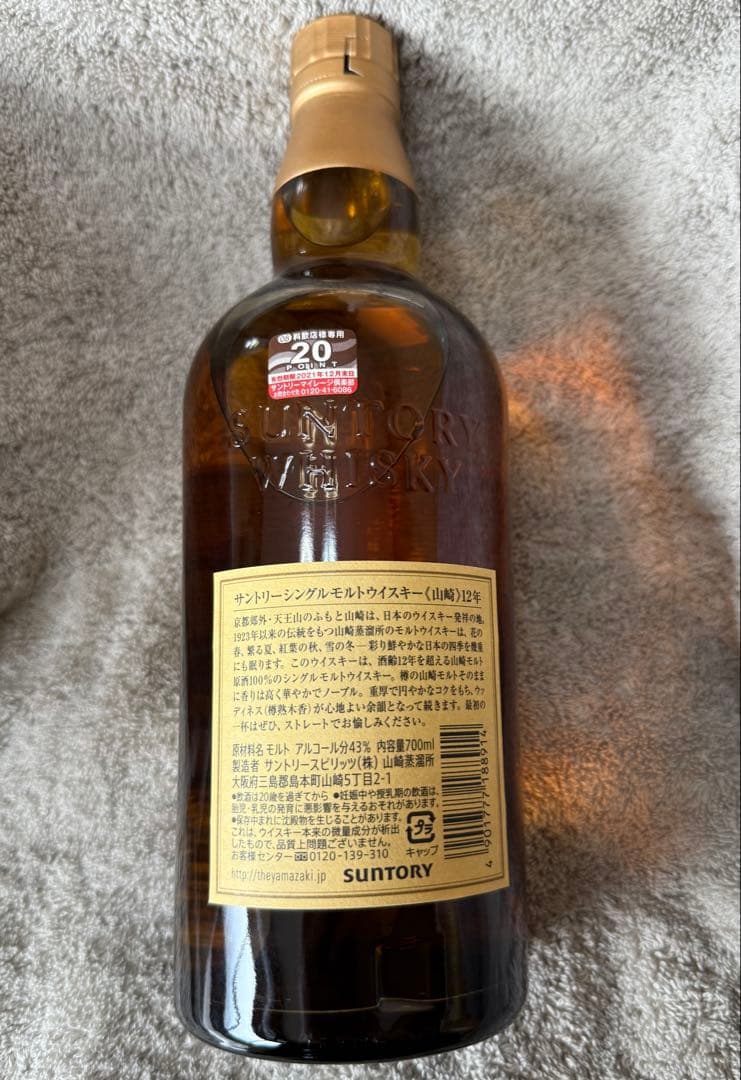 08 料飲店様専用
20
POINT
有効期限2021年12月末日
サントリーマイレージ倶楽部
お問合わせ先 0120-41-6086
SUNTORY
WHISKY
サントリーシングルモルトウイスキー《山崎》12年
京都郊外・天王山のふもと山崎は、日本のウイスキー発祥の地。
1923年以来の伝統をもつ山崎蒸溜所のモルトウイスキーは、花の
春、繁る夏、紅葉の秋、雪の冬―彩り鮮やかな日本の四季を幾重
にも眠ります。このウイスキーは、酒齢12年を超える山崎モルト
原酒100%のシングルモルトウイスキー。樽の山崎モルトそのまま
に香りは高く華やかでノーブル。重厚で円やかなコクをもち、ウッ
ディネス(樽熟木香)が心地よい余韻となって続きます。最初の
一杯はぜひ、ストレートでお愉しみください。
原材料名 モルト アルコール分43% 内容量700ml
製造者 サントリースピリッツ(株) 山崎蒸溜所
大阪府三島郡島本町山崎5丁目2-1
●飲酒は20歳を過ぎてから ●妊娠中や授乳期の飲酒は、
胎児・乳児の発育に悪影響を与えるおそれがあります。
●保存中まれに沈殿物を生じることがあります。
これは、ウイスキー本来の微量成分が析出
したもので、品質上問題ございません。
お客様センター 0120-139-310
http://theyamazaki.jp SUNTORY
プラ
キャップ
4 901777 188914